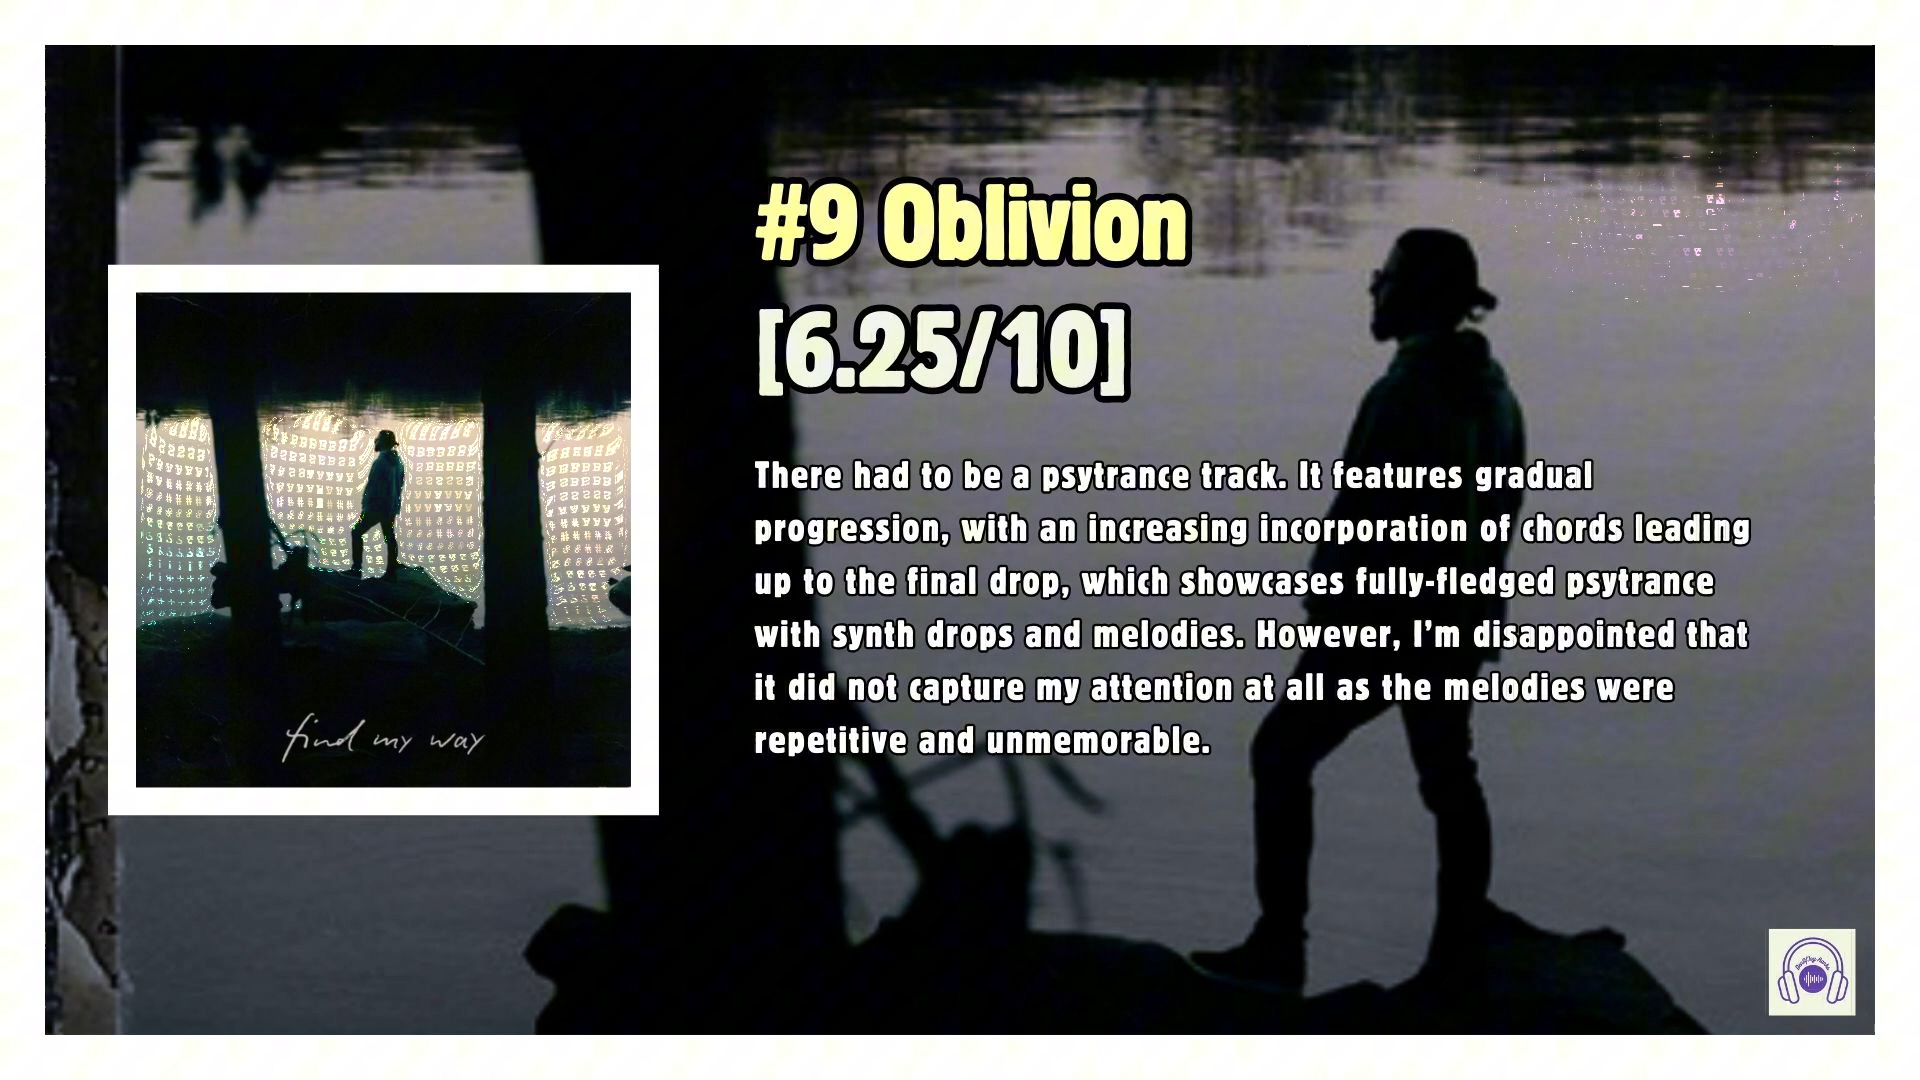 #9 Oblivion
[6.25/10]
There had to be a psytrance track. It features gradual
progression, with an increasing incorporation of chords leading
up to the final drop, which showcases fully-fledged psytrance
with synth drops and melodies. However, I'm disappointed that
it did not capture my attention at all as the melodies were
repetitive and unmemorable.
find my way